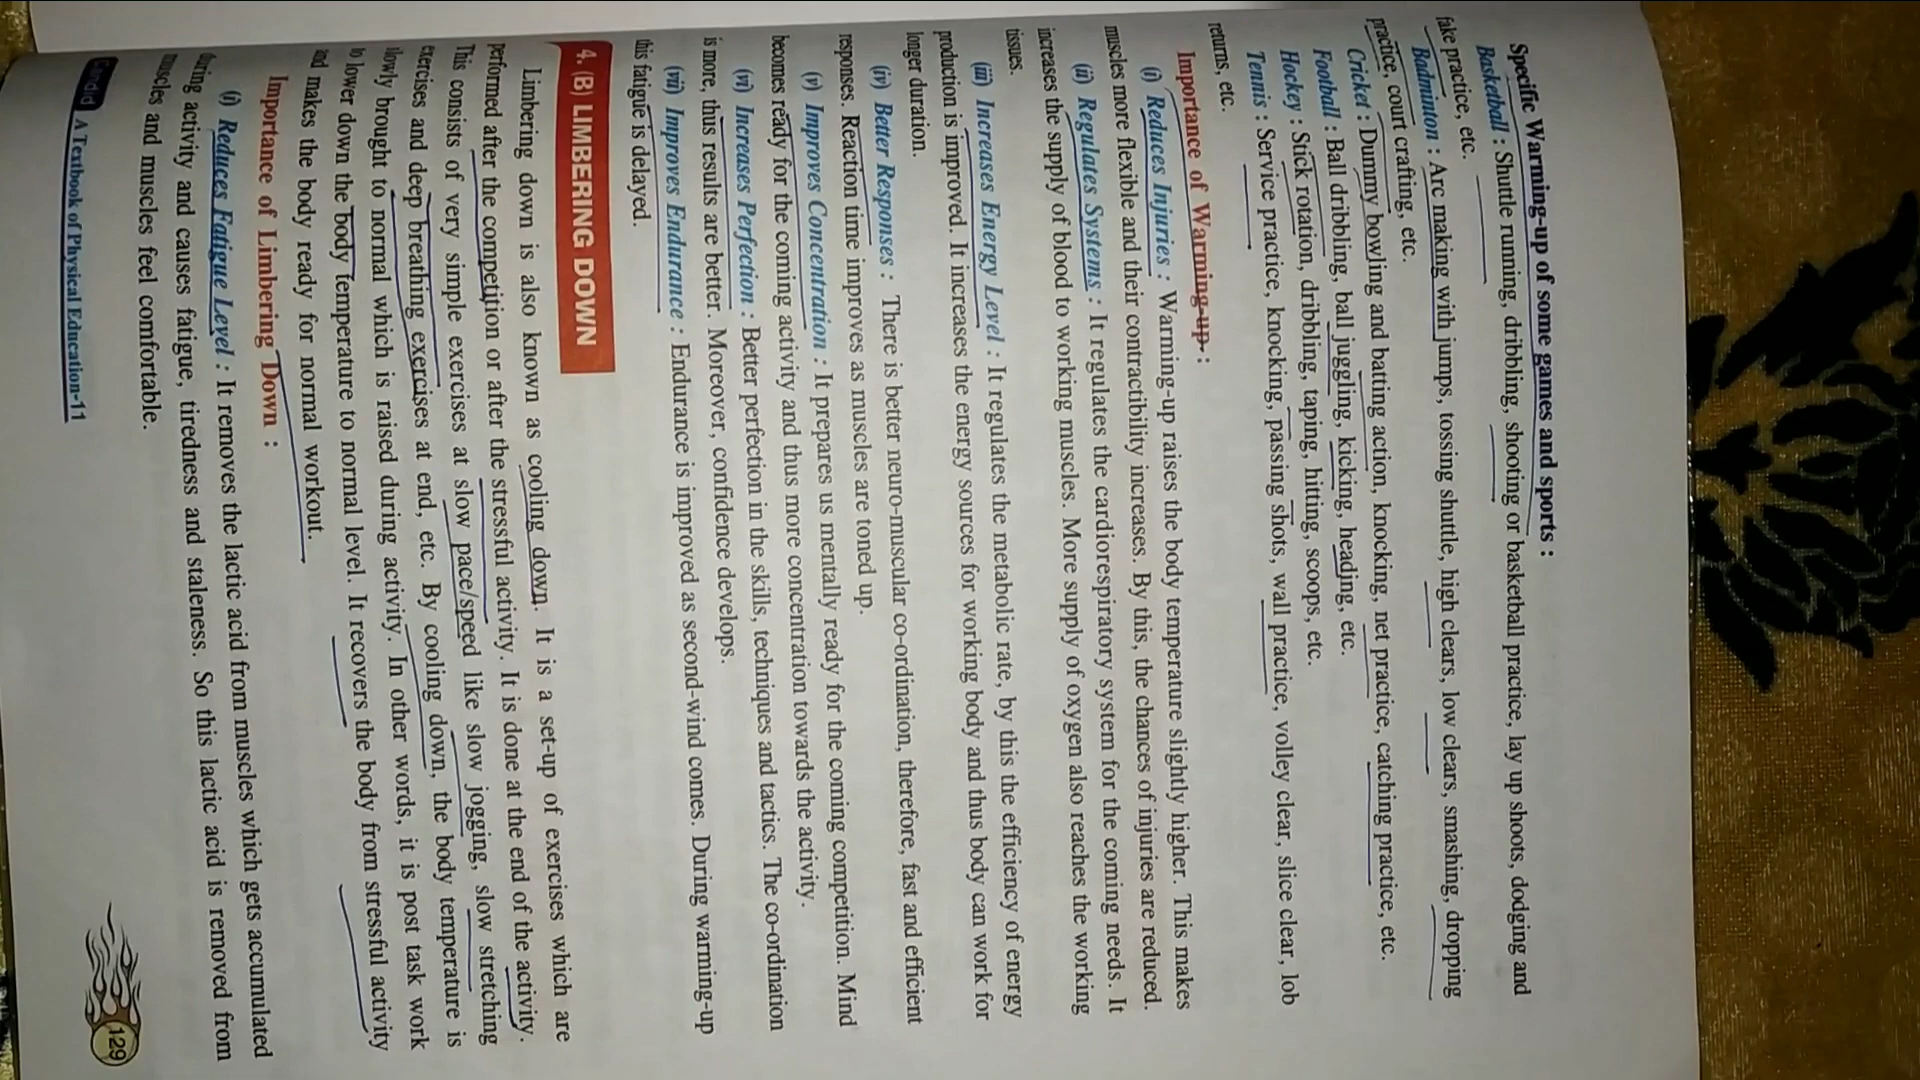 Specific Warming-up of some games and sports :
Basketball : Shuttle running, dribbling, shooting or basketball practice, lay up shoots, dodging and
fake practice, etc.
Badminton : Arc making with jumps, tossing shuttle, high clears, low clears, smashing, dropping
practice, court crafting, etc.
Cricket : Dummy bowling and batting action, knocking, net practice, catching practice, etc.
Football : Ball dribbling, ball juggling, kicking, heading, etc.
Hockey : Stick rotation, dribbling, taping, hitting, scoops, etc.
Tennis : Service practice, knocking, passing shots, wall practice, volley clear, slice clear, lob
returns, etc.
Importance of Warming-up :
(i) Reduces Injuries : Warming-up raises the body temperature slightly higher. This makes
muscles more flexible and their contractibility increases. By this, the chances of injuries are reduced.
(ii) Regulates Systems : It regulates the cardiorespiratory system for the coming needs. It
increases the supply of blood to working muscles. More supply of oxygen also reaches the working
tissues.
(iii) Increases Energy Level : It regulates the metabolic rate, by this the efficiency of energy
production is improved. It increases the energy sources for working body and thus body can work for
longer duration.
(iv) Better Responses : There is better neuro-muscular co-ordination, therefore, fast and efficient
responses. Reaction time improves as muscles are toned up.
(v) Improves Concentration : It prepares us mentally ready for the coming competition. Mind
becomes ready for the coming activity and thus more concentration towards the activity.
(vi) Increases Perfection : Better perfection in the skills, techniques and tactics. The co-ordination
is more, thus results are better. Moreover, confidence develops.
(vii) Improves Endurance : Endurance is improved as second-wind comes. During warming-up
this faigue is delayed.
4. (B) LIMBERING DOWN
Limbering down is also known as cooling down. It is a set-up of exercises which are
performed after the competition or after the stressful activity. It is done at the end of the activity.
This consists of very simple exercises at slow pace/speed like slow jogging, slow stretching
exercises and deep breathing exercises at end, etc. By cooling down, the body temperature is
slowly brought to normal which is raised during activity. In other words, it is post task work
to lower down the body temperature to normal level. It recovers the body from stressful activity
and makes the body ready for normal workout.
Importance of Limbering Down :
(i) Reduces Fatigue Level : It removes the lactic acid from muscles which gets accumulated
during activity and causes fatigue, tiredness and staleness. So this lactic acid is removed from
muscles and muscles feel comfortable.
Candid A Textbook of Physical Education-11
129